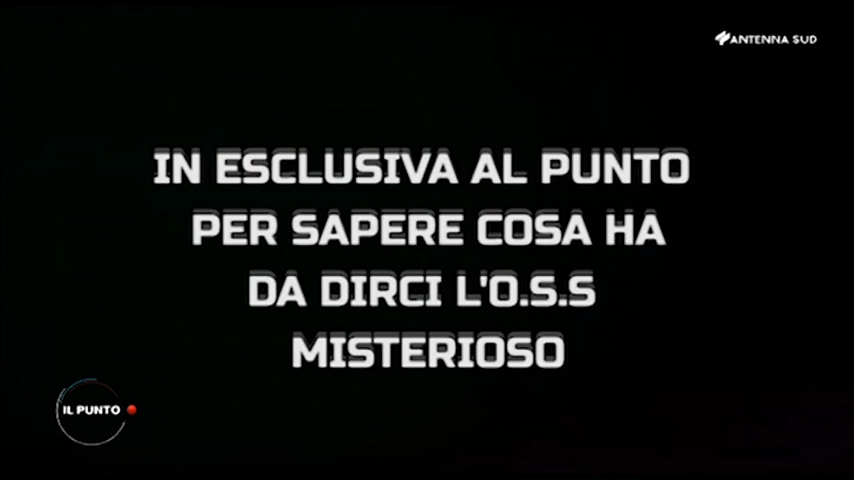 ANTENNA SUD
IN ESCLUSIVA AL PUNTO
PER SAPERE COSA HA
DA DIRCI L'O.S.S
MISTERIOSO
IL PUNTO